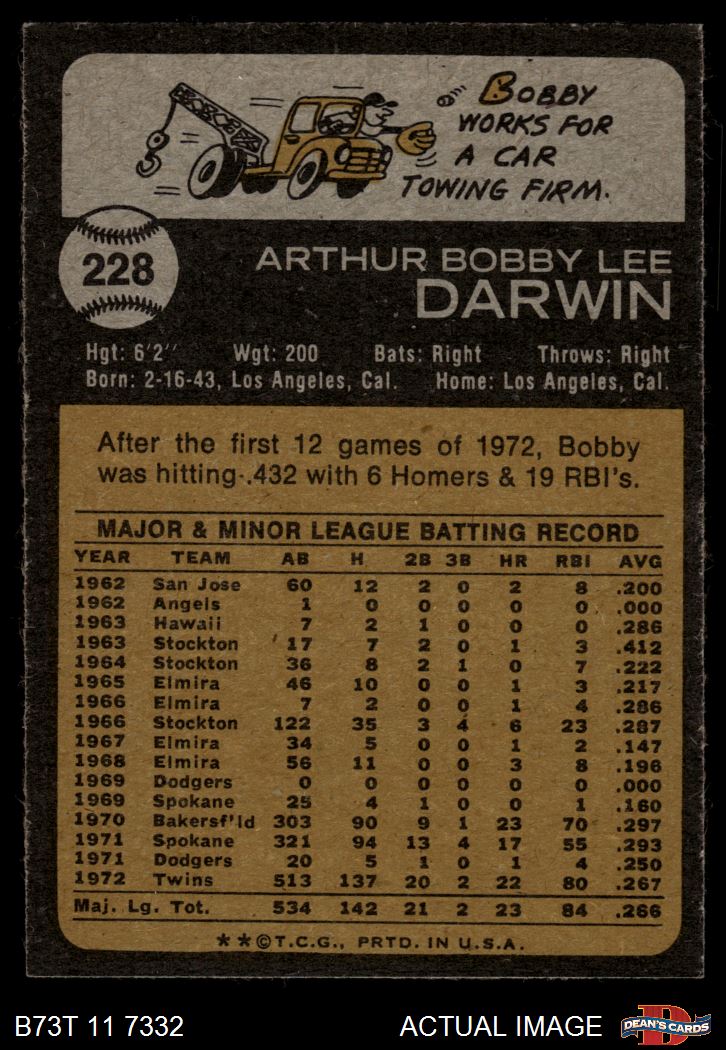 BOBBY
WORKS FOR
A CAR
TOWING FIRM.
228
ARTHUR BOBBY LEE
DARWIN
Hgt: 6'2" Wgt: 200 Bats: Right Throws: Right
Born: 2-16-43, Los Angeles, Cal. Home: Los Angeles, Cal.
After the first 12 games of 1972, Bobby
was hitting .432 with 6 Homers & 19 RBI's.
MAJOR & MINOR LEAGUE BATTING RECORD
YEAR TEAM AB H 2B 3B HR RBI AVG
1962 San Jose 60 12 2 0 2 8 .200
1962 Angels 1 0 0 0 0 0 .000
1963 Hawaii 7 2 1 0 0 0 .286
1963 Stockton 17 7 2 0 1 3 .412
1964 Stockton 36 8 2 1 0 7 .222
1965 Elmira 46 10 0 0 1 3 .217
1966 Elmira 7 2 0 0 1 4 .286
1966 Stockton 122 35 3 4 6 23 .287
1967 Elmira 34 5 0 0 1 2 .147
1968 Elmira 56 11 0 0 3 8 .196
1969 Dodgers 0 0 0 0 0 0 .000
1969 Spokane 25 4 1 0 0 1 .160
1970 Bakersf'ld 303 90 9 1 23 70 .297
1971 Spokane 321 94 13 4 17 55 .293
1971 Dodgers 20 5 1 0 1 4 .250
1972 Twins 513 137 20 2 22 80 .267
Maj. Lg. Tot. 534 142 21 2 23 84 .266
**©T.C.G., PRTD. IN U.S.A.
B73T 11 7332 ACTUAL IMAGE
D
DEAN'S CARDS